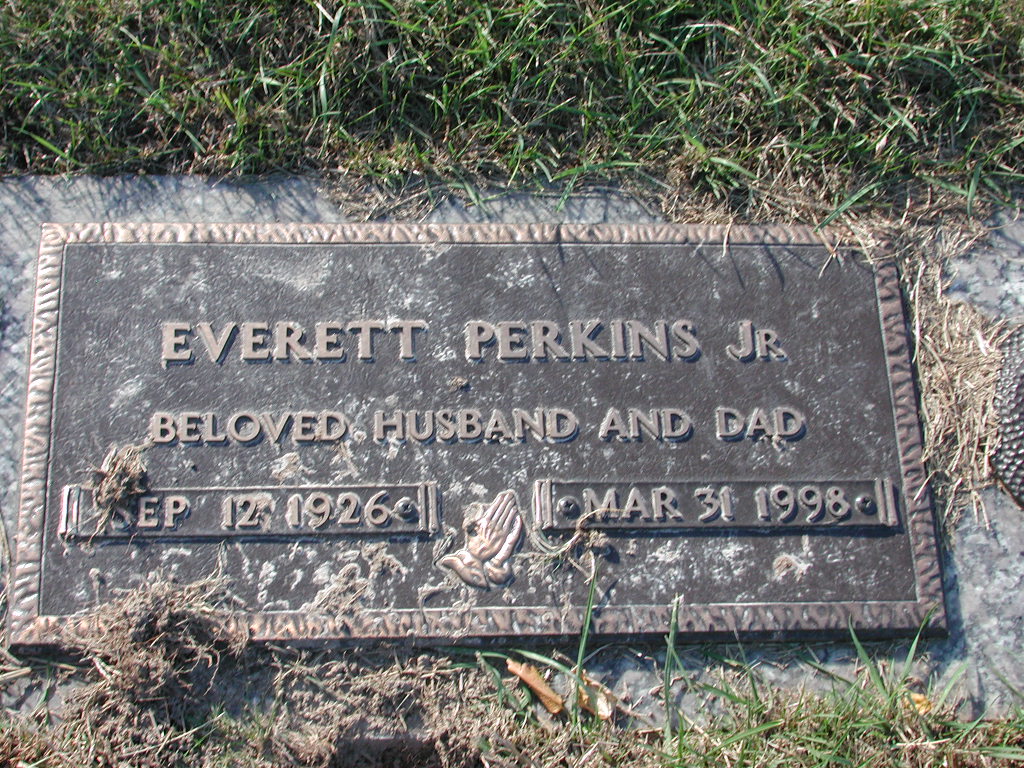 EVERETT PERKINS JR
BELOVED HUSBAND AND DAD
SEP 12 1926 MAR 31 1998